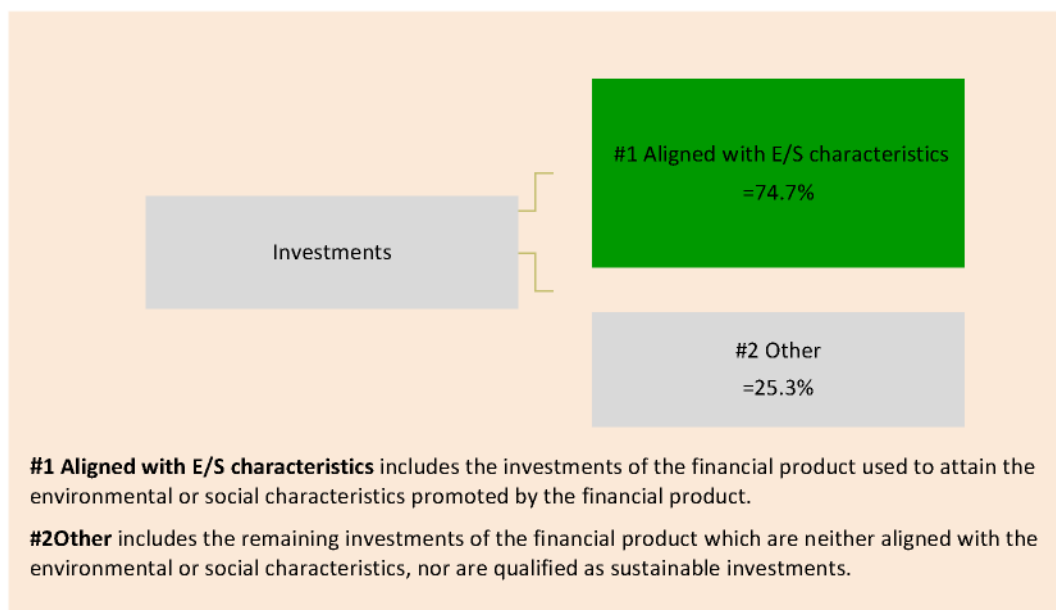 #1 Aligned with E/S characteristics
=74.7%
Investments
#2 Other
=25.3%
#1 Aligned with E/S characteristics includes the investments of the financial product used to attain the
environmental or social characteristics promoted by the financial product.
#2Other includes the remaining investments of the financial product which are neither aligned with the
environmental or social characteristics, nor are qualified as sustainable investments.